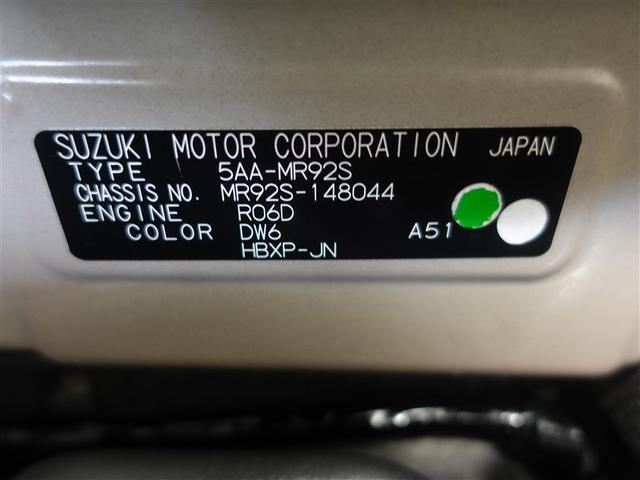 SUZUKI MOTOR CORPORATION JAPAN
TYPE 5AA-MR92S
CHASSIS NO. MR92S-148044
ENGINE R06D
COLOR DW6 A51
HBXP-JN